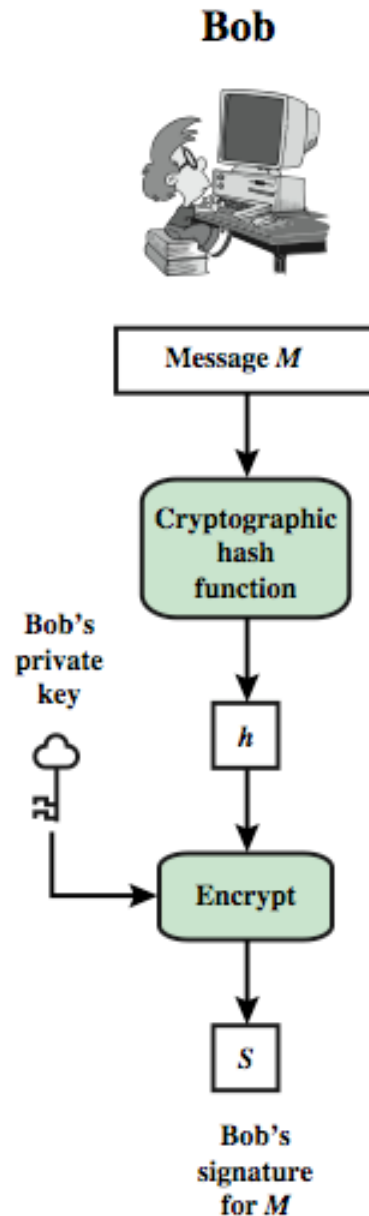 Bob
Message M
Cryptographic
hash
function
Bob's
private
key
h
Encrypt
S
Bob's
signature
for M